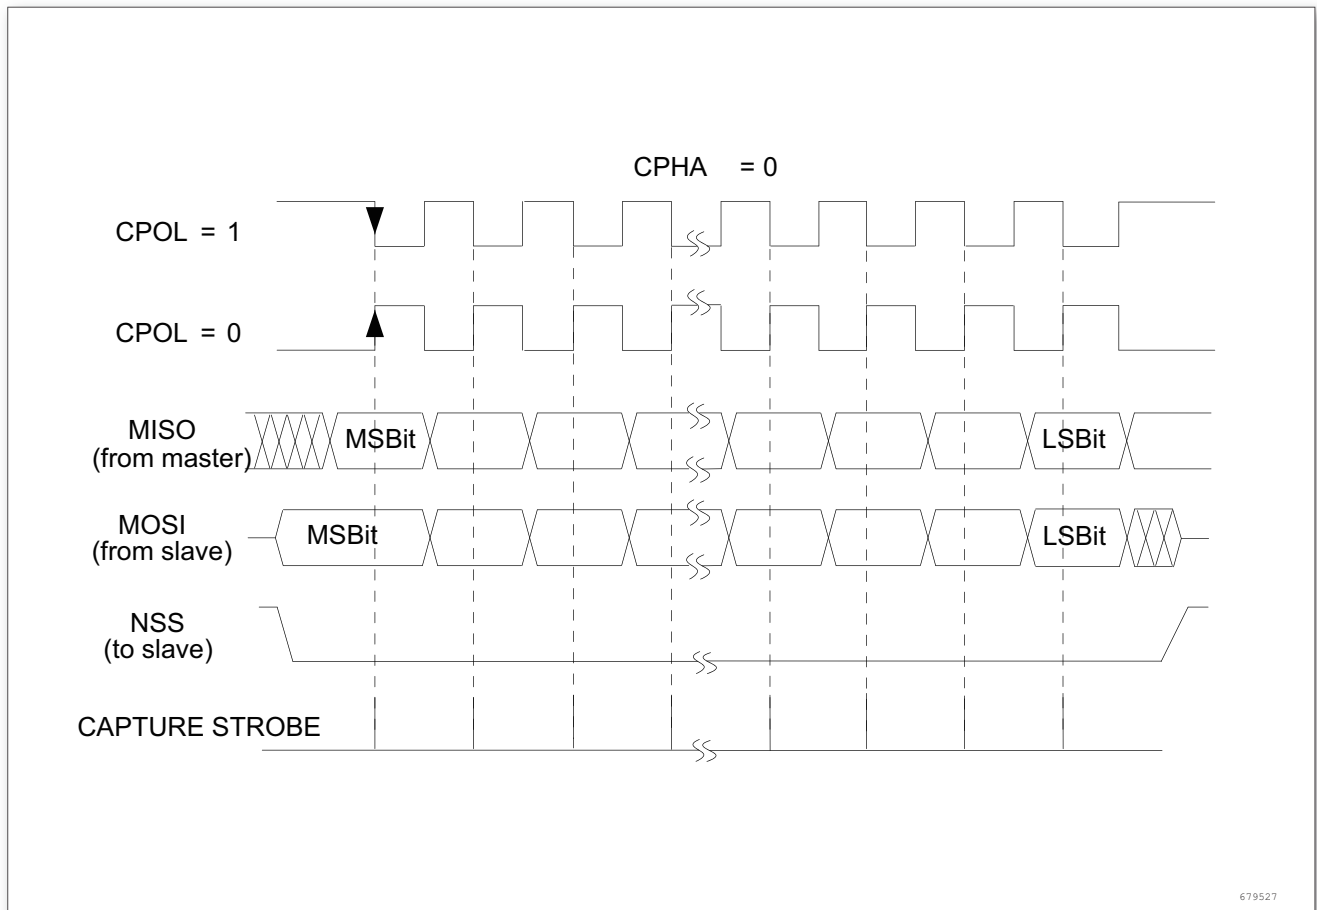 CPHA = 0
CPOL = 1
CPOL = 0
MISO
(from master)
MSBit
LSBit
MOSI
(from slave)
MSBit
LSBit
NSS
(to slave)
CAPTURE STROBE
679527